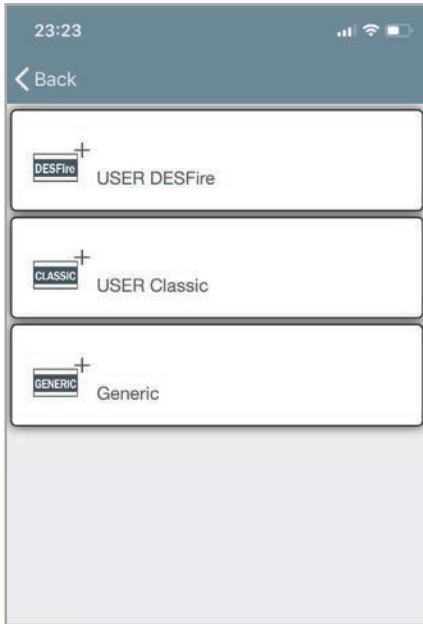 23:23
Back
DESFire
USER DESFire
CLASSIC
USER Classic
GENERIC
Generic